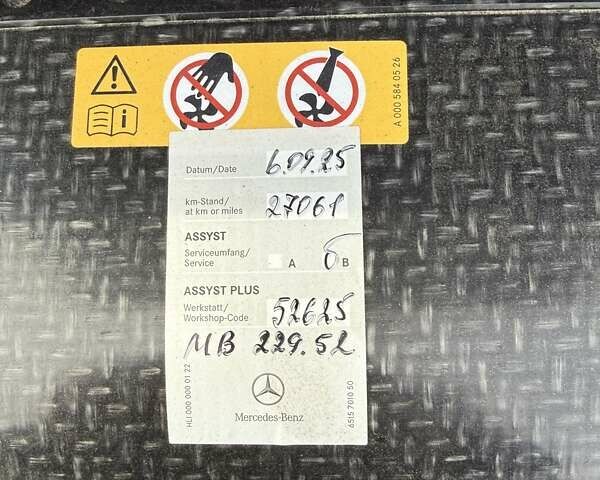 A 000 584 05 26
Datum/Date 6.09.25
km-Stand/
at km or miles 27061
ASSYST
Serviceumfang/
Service A B
ASSYST PLUS
Werkstatt/
Workshop-Code 52625
MB 229.52
HLI 000 000 01 22
Mercedes-Benz
6515 7010 50